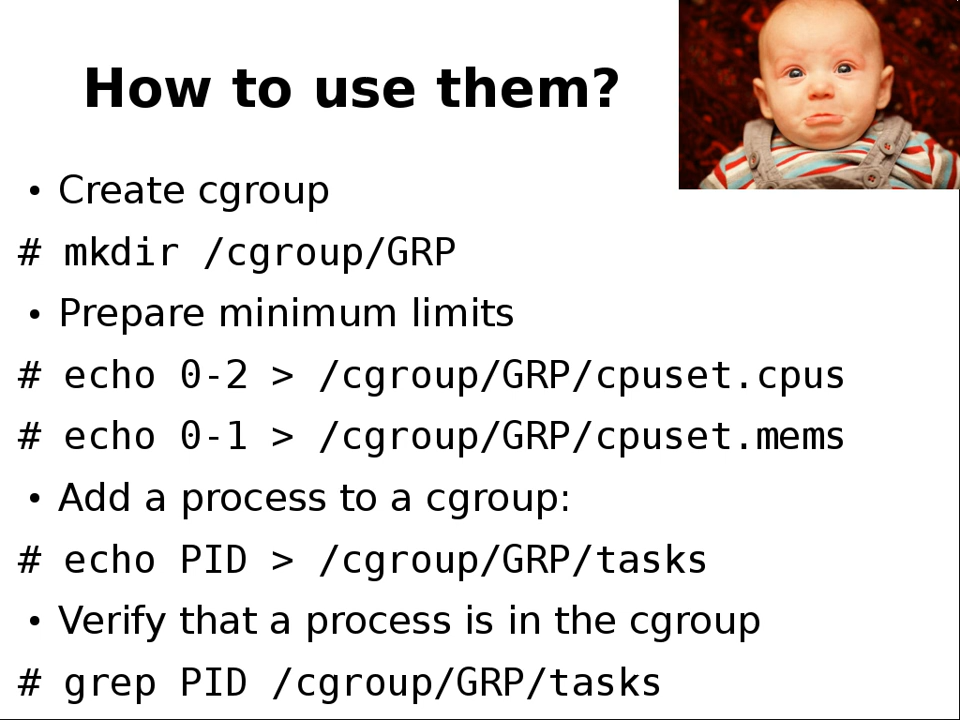 How to use them?
• Create cgroup
# mkdir /cgroup/GRP
• Prepare minimum limits
# echo 0-2 > /cgroup/GRP/cpuset.cpus
# echo 0-1 > /cgroup/GRP/cpuset.mems
• Add a process to a cgroup:
# echo PID > /cgroup/GRP/tasks
• Verify that a process is in the cgroup
# grep PID /cgroup/GRP/tasks